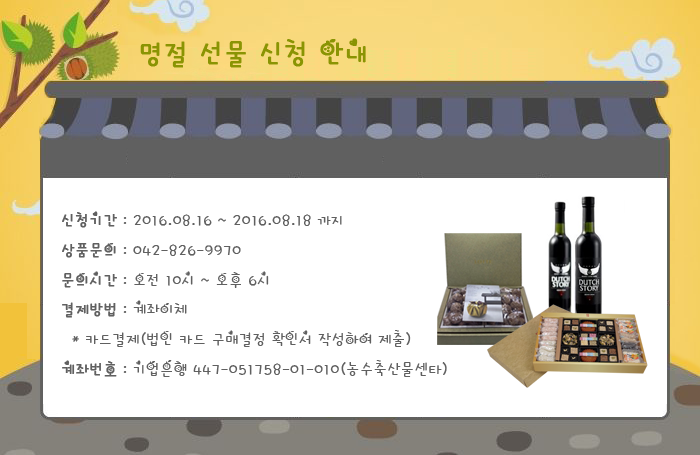 명절 선물 신청 안내
신청기간 : 2016.08.16 ~ 2016.08.18 까지
상품문의 : 042-826-9970
문의시간 : 오전 10시 ~ 오후 6시
결제방법 : 계좌이체
* 카드결제(법인 카드 구매결정 확인서 작성하여 제출)
계좌번호 : 기업은행 447-051758-01-010(농수축산물센타)
DUTCH
STORY
DUTCH
STORY